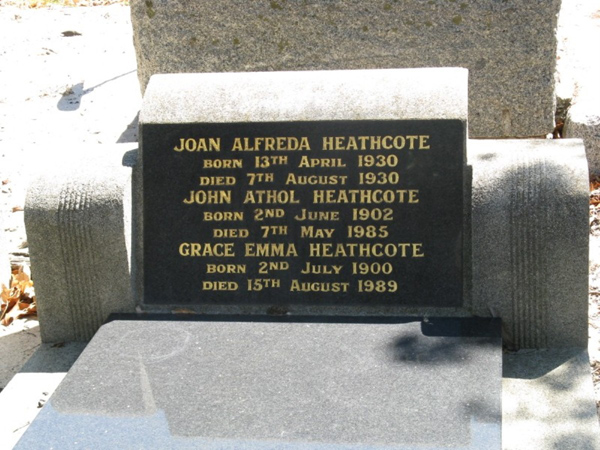 JOAN ALFREDA HEATHCOTE
BORN 13TH APRIL 1930
DIED 7TH AUGUST 1930
JOHN ATHOL HEATHCOTE
BORN 2ND JUNE 1902
DIED 7TH MAY 1985
GRACE EMMA HEATHCOTE
BORN 2ND JULY 1900
DIED 15TH AUGUST 1989